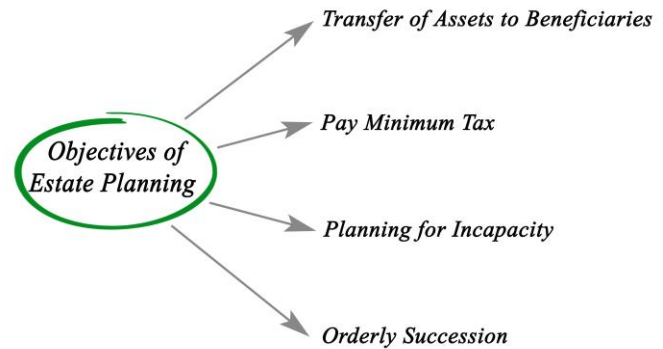 Transfer of Assets to Beneficiaries
Pay Minimum Tax
Objectives of
Estate Planning
Planning for Incapacity
Orderly Succession